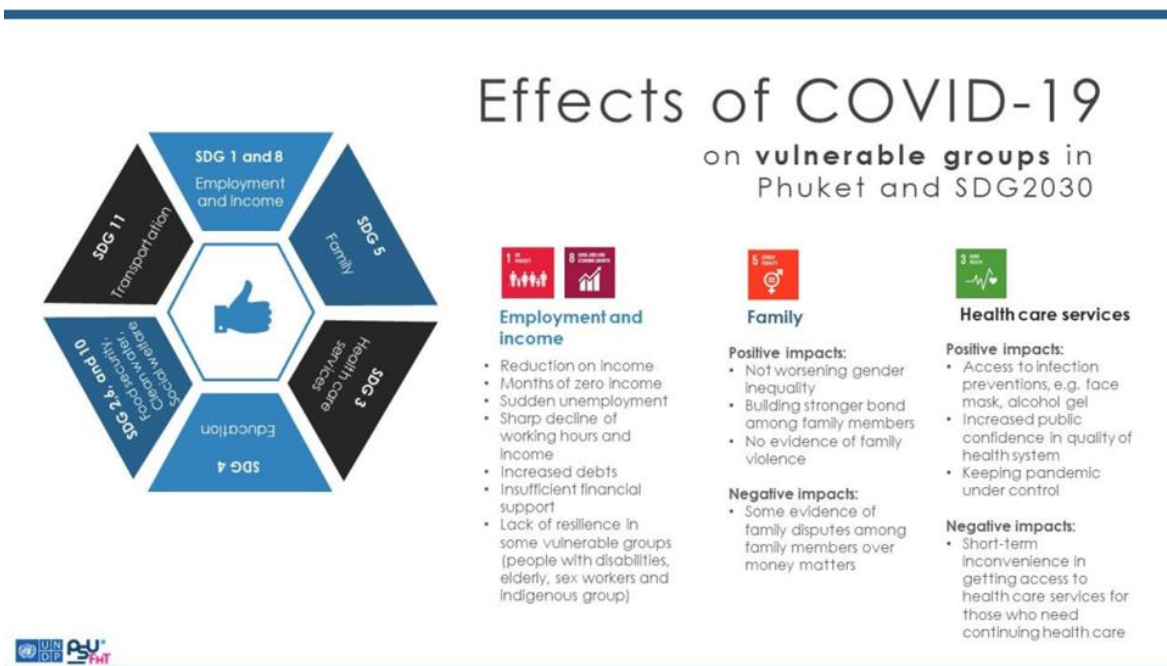 Effects of COVID-19
on vulnerable groups in
Phuket and SDG2030
SDG 1 and 8
Employment
and income
SDG 5
Family
SDG 3
Health care
services
SDG 4
Education
SDG 2,6, and 10
Food security,
Clean water,
Social welfare
SDG 11
Transportation
1
8
Employment and
income
• Reduction on income
• Months of zero income
• Sudden unemployment
• Sharp decline of
working hours and
income
• Increased debts
• Insufficient financial
support
• Lack of resilience in
some vulnerable groups
(people with disabilities,
elderly, sex workers and
indigenous group)
5
Family
Positive impacts:
• Not worsening gender
inequality
• Building stronger bond
among family members
• No evidence of family
violence
Negative impacts:
• Some evidence of
family disputes among
family members over
money matters
3
Health care services
Positive impacts:
• Access to infection
preventions, e.g. face
mask, alcohol gel
• Increased public
confidence in quality of
health system
• Keeping pandemic
under control
Negative impacts:
• Short-term
inconvenience in
getting access to
health care services for
those who need
continuing health care
UN
DP
PSU
FHT